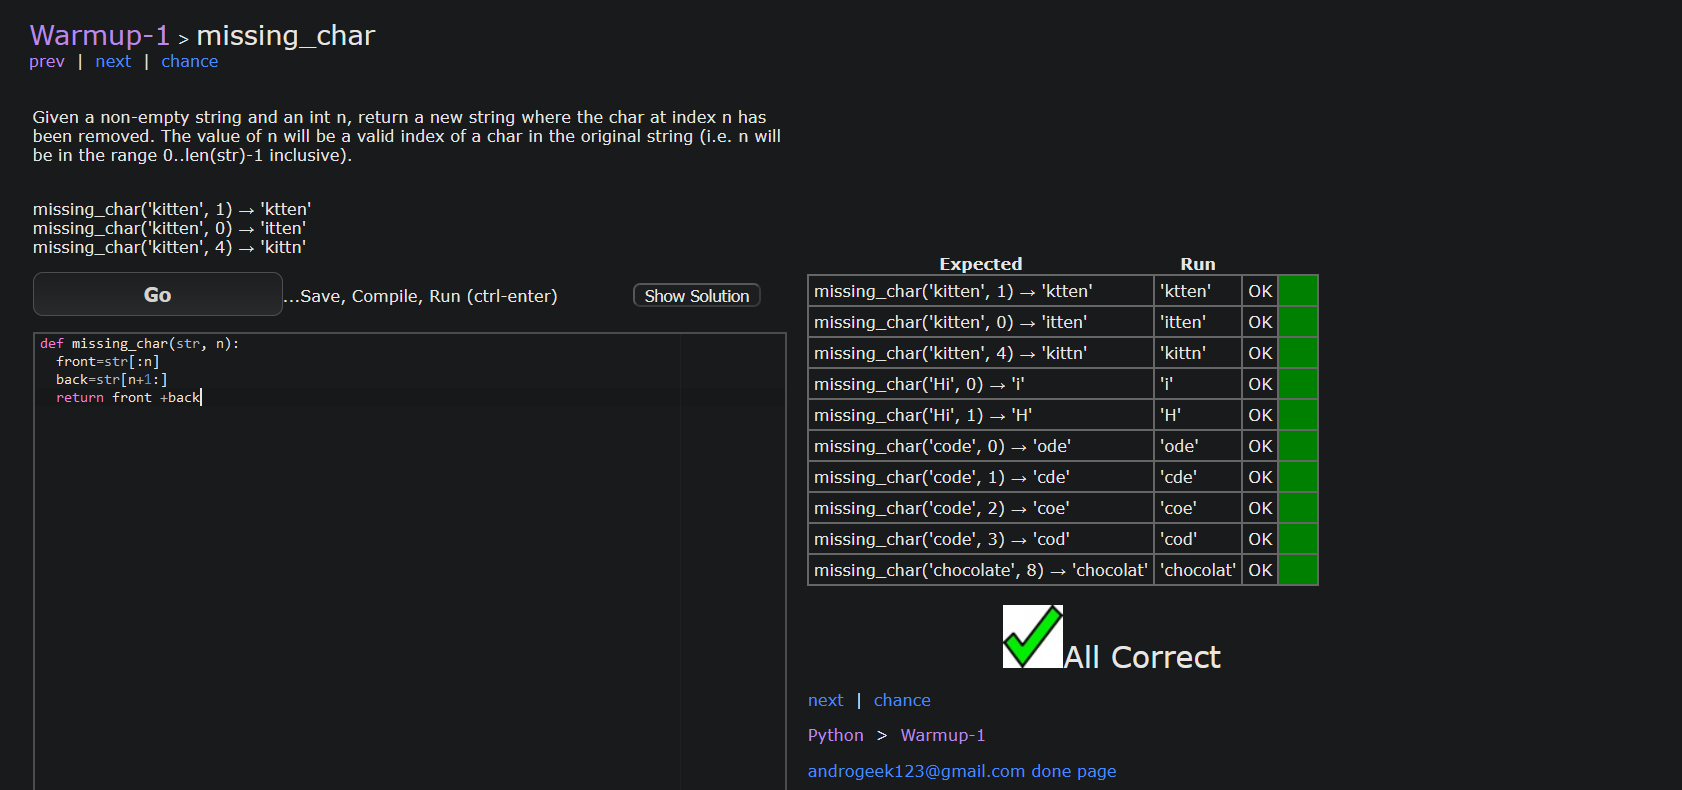 Warmup-1 > missing_char
prev | next | chance
Given a non-empty string and an int n, return a new string where the char at index n has
been removed. The value of n will be a valid index of a char in the original string (i.e. n will
be in the range 0..len(str)-1 inclusive).
missing_char('kitten', 1) → 'ktten'
missing_char('kitten', 0) → 'itten'
missing_char('kitten', 4) → 'kittn'
Go ...Save, Compile, Run (ctrl-enter) Show Solution
def missing_char(str, n):
  front=str[:n]
  back=str[n+1:]
  return front +back
Expected Run
missing_char('kitten', 1) → 'ktten' 'ktten' OK
missing_char('kitten', 0) → 'itten' 'itten' OK
missing_char('kitten', 4) → 'kittn' 'kittn' OK
missing_char('Hi', 0) → 'i' 'i' OK
missing_char('Hi', 1) → 'H' 'H' OK
missing_char('code', 0) → 'ode' 'ode' OK
missing_char('code', 1) → 'cde' 'cde' OK
missing_char('code', 2) → 'coe' 'coe' OK
missing_char('code', 3) → 'cod' 'cod' OK
missing_char('chocolate', 8) → 'chocolat' 'chocolat' OK
All Correct
next | chance
Python > Warmup-1
androgeek123@gmail.com done page